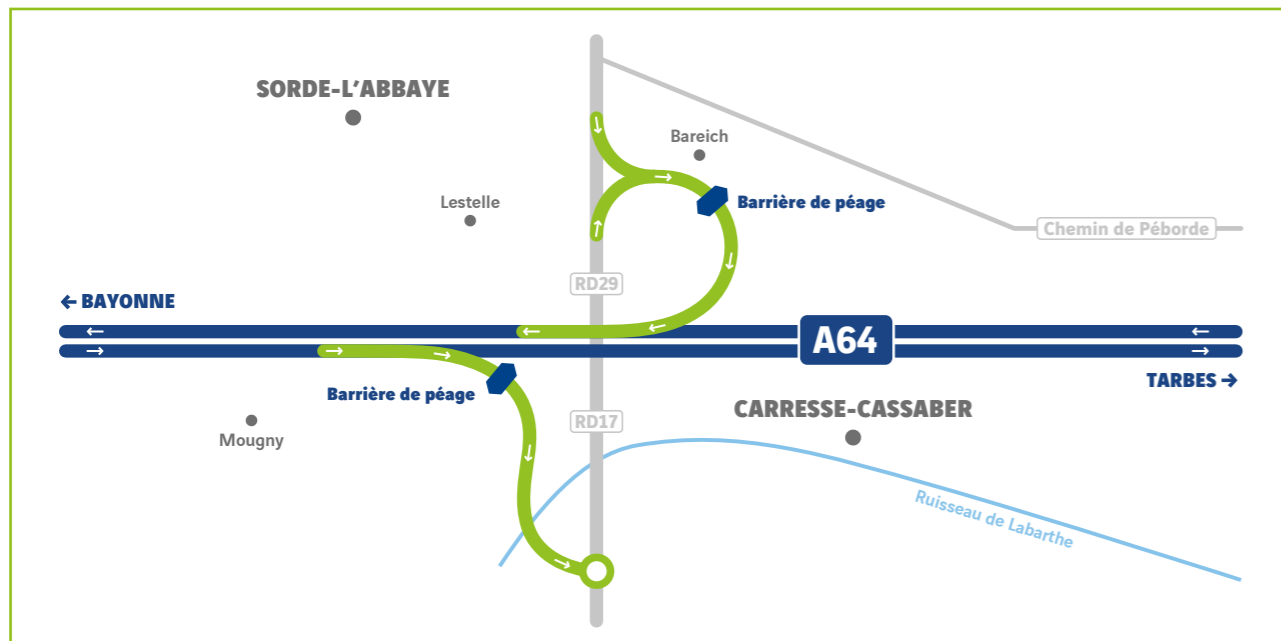 SORDE-L'ABBAYE
Bareich
Lestelle
Barrière de péage
Chemin de Péborde
RD29
← BAYONNE
A64
TARBES →
Barrière de péage
CARRESSE-CASSABER
RD17
Mougny
Ruisseau de Labarthe